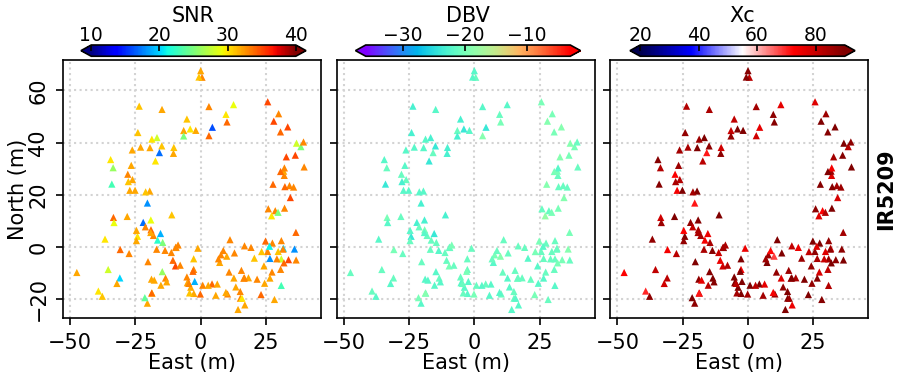 SNR DBV Xc
10 20 30 40 −30 −20 −10 20 40 60 80
60
40
20
0
−20
North (m)
−50 −25 0 25 −50 −25 0 25 −50 −25 0 25
East (m) East (m) East (m)
IR5209